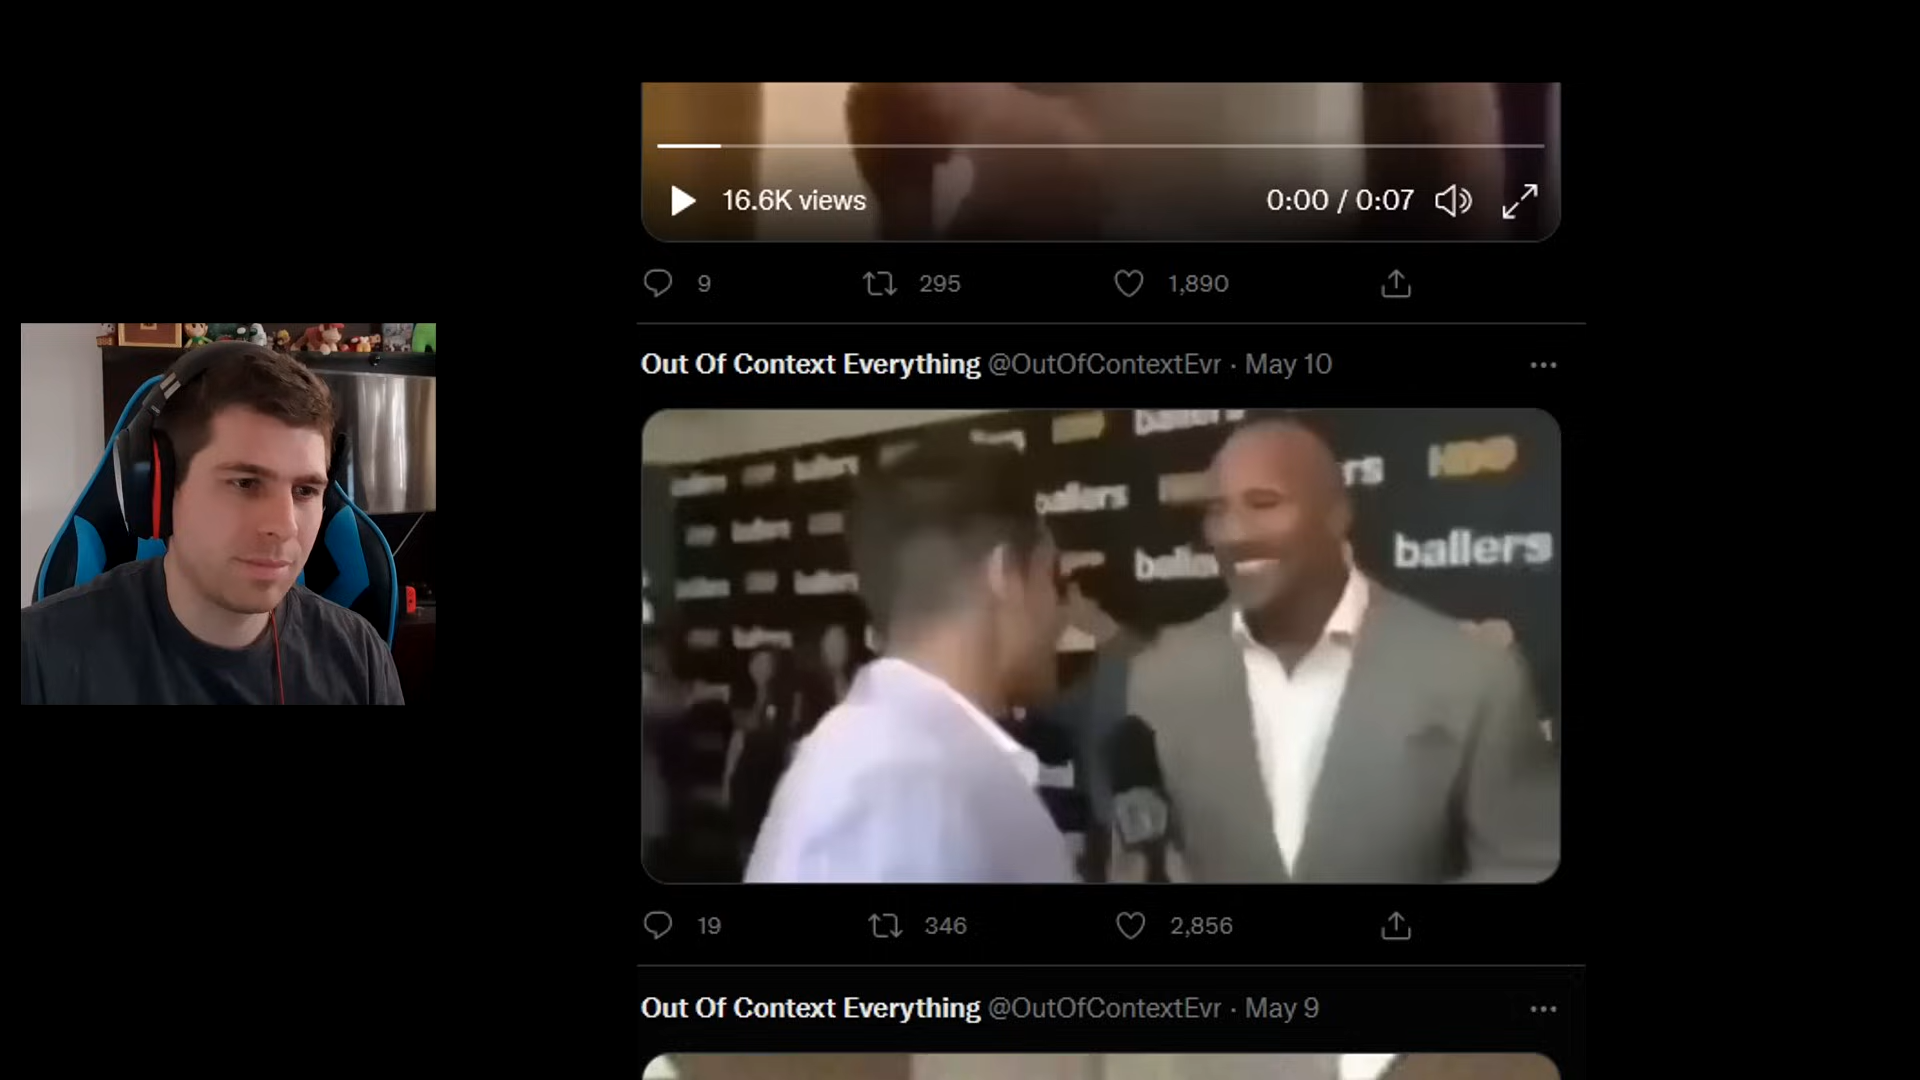 16.6K views
0:00 / 0:07
9
295
1,890
Out Of Context Everything @OutOfContextEvr · May 10
ballers
HBO
ballers
ballers
19
346
2,856
Out Of Context Everything @OutOfContextEvr · May 9